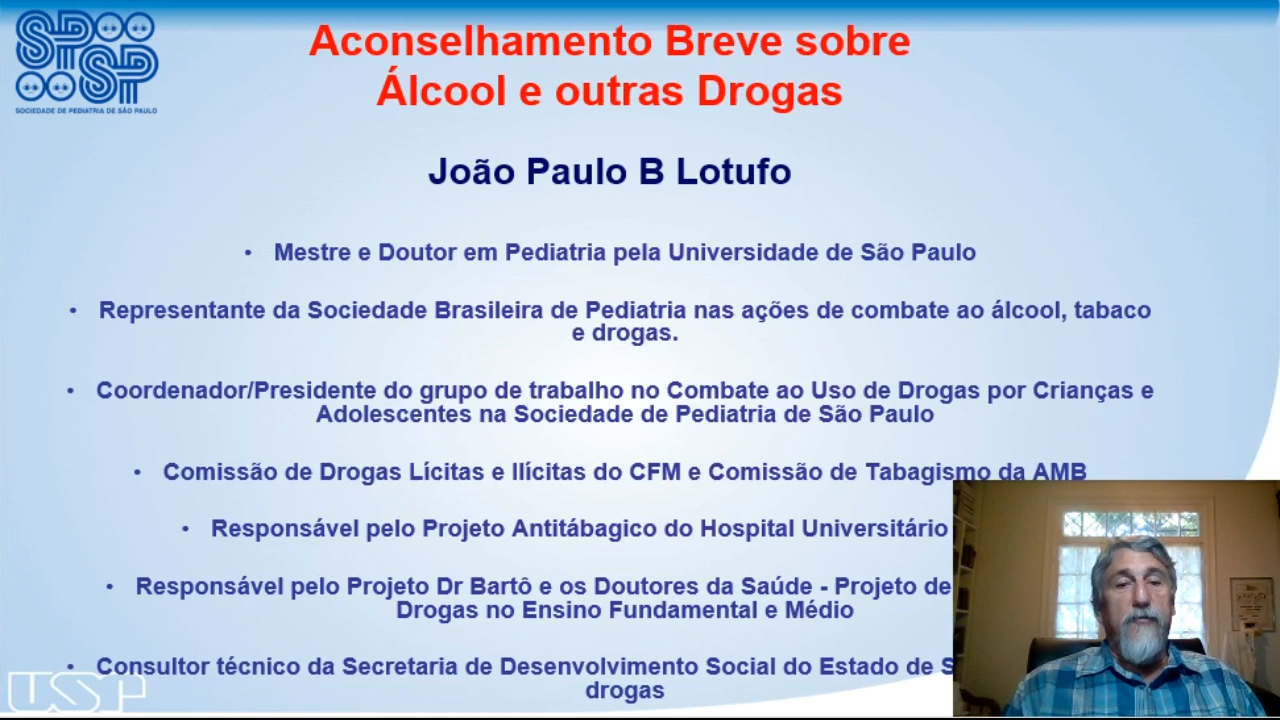 SPSP
SOCIEDADE DE PEDIATRIA DE SÃO PAULO
Aconselhamento Breve sobre
Álcool e outras Drogas
João Paulo B Lotufo
• Mestre e Doutor em Pediatria pela Universidade de São Paulo
• Representante da Sociedade Brasileira de Pediatria nas ações de combate ao álcool, tabaco
e drogas.
• Coordenador/Presidente do grupo de trabalho no Combate ao Uso de Drogas por Crianças e
Adolescentes na Sociedade de Pediatria de São Paulo
• Comissão de Drogas Lícitas e Ilícitas do CFM e Comissão de Tabagismo da AMB
• Responsável pelo Projeto Antitábagico do Hospital Universitário
• Responsável pelo Projeto Dr Bartô e os Doutores da Saúde - Projeto de
Drogas no Ensino Fundamental e Médio
• Consultor técnico da Secretaria de Desenvolvimento Social do Estado de S
drogas
USP